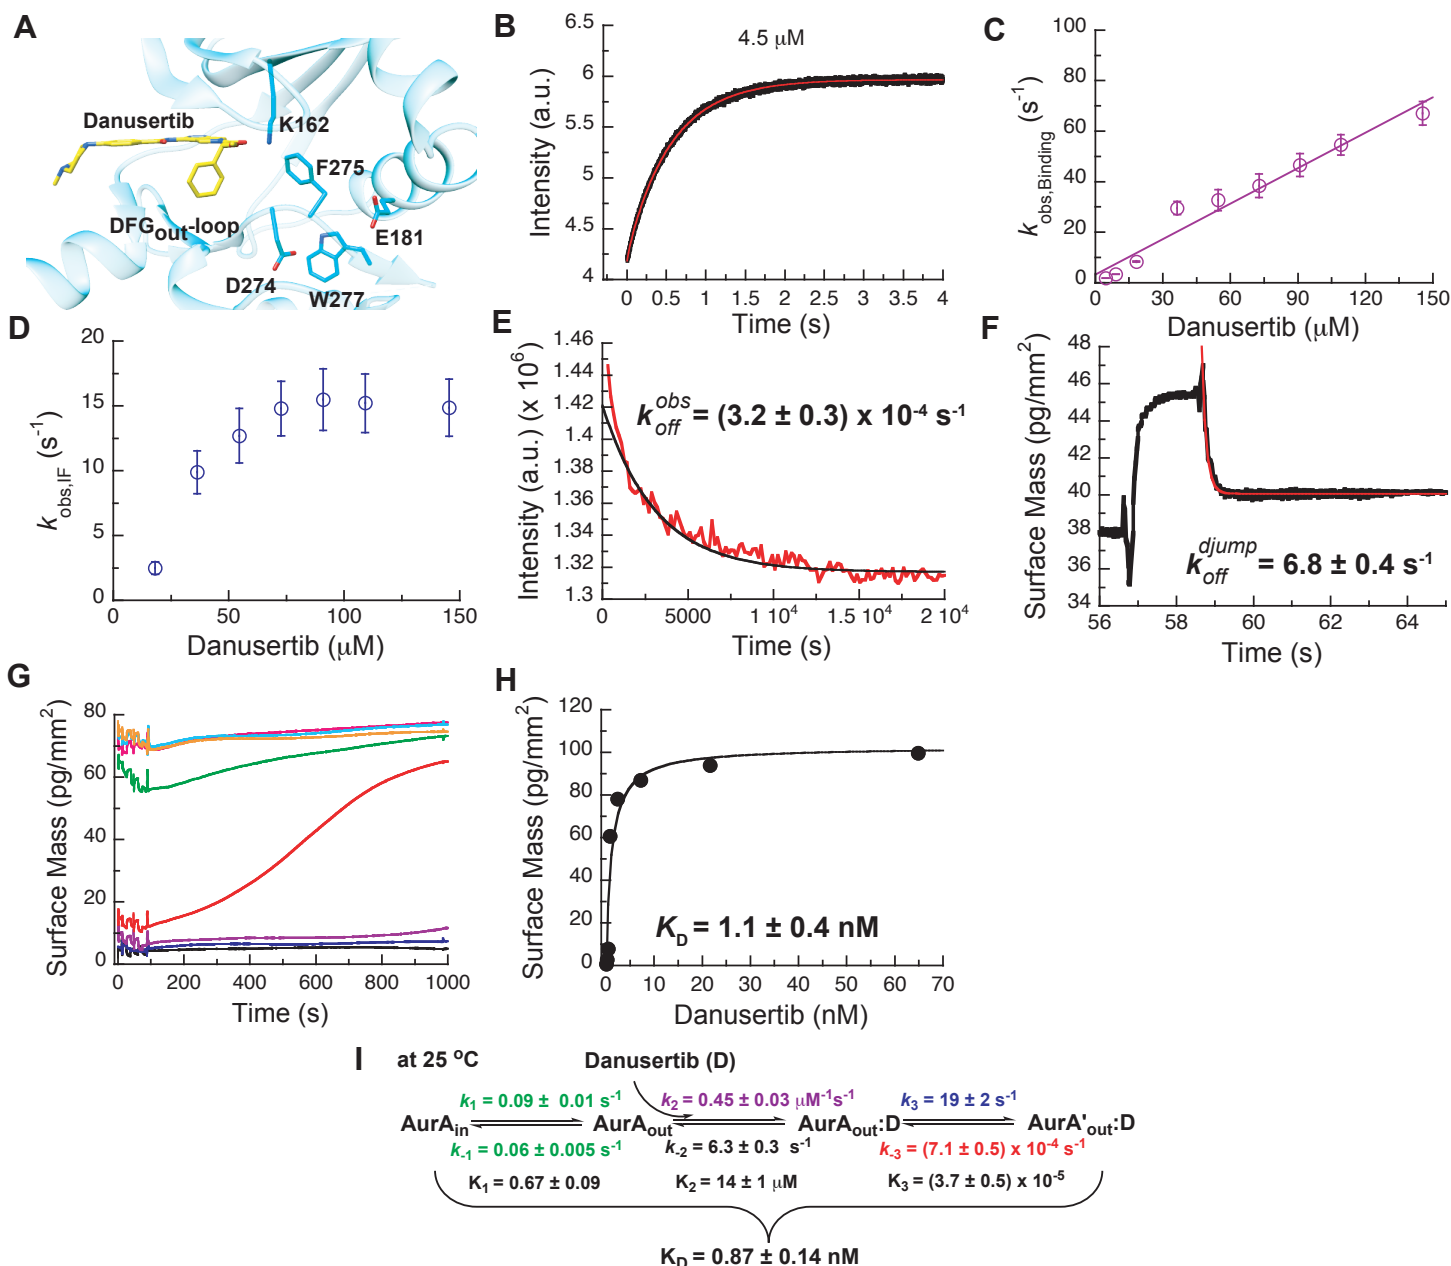 A
Danusertib
K162
F275
DFGout-loop
E181
D274
W277
B
4.5 μM
Intensity (a.u.)
6.5
6
5.5
5
4.5
4
0 0.5 1 1.5 2 2.5 3 3.5 4
Time (s)
C
kobs,Binding (s-1)
100
80
60
40
20
0
0 30 60 90 120 150
Danusertib (μM)
D
kobs,IF (s-1)
20
15
10
5
0
0 50 100 150
Danusertib (μM)
E
Intensity (a.u.) (x 10^6)
1.46
1.44
1.42
1.4
1.38
1.36
1.34
1.32
1.3
k off obs = (3.2 ± 0.3) x 10-4 s-1
0 5000 1 10^4 1.5 10^4 2 10^4
Time (s)
F
Surface Mass (pg/mm2)
48
46
44
42
40
38
36
34
k off djump = 6.8 ± 0.4 s-1
56 58 60 62 64
Time (s)
G
Surface Mass (pg/mm2)
80
60
40
20
0
0 200 400 600 800 1000
Time (s)
H
Surface Mass (pg/mm2)
120
100
80
60
40
20
0
KD = 1.1 ± 0.4 nM
0 10 20 30 40 50 60 70
Danusertib (nM)
I at 25 °C Danusertib (D)
k1 = 0.09 ± 0.01 s-1 k2 = 0.45 ± 0.03 μM-1s-1 k3 = 19 ± 2 s-1
AurAin AurAout AurAout:D AurA'out:D
k-1 = 0.06 ± 0.005 s-1 k-2 = 6.3 ± 0.3 s-1 k-3 = (7.1 ± 0.5) x 10-4 s-1
K1 = 0.67 ± 0.09 K2 = 14 ± 1 μM K3 = (3.7 ± 0.5) x 10-5
KD = 0.87 ± 0.14 nM